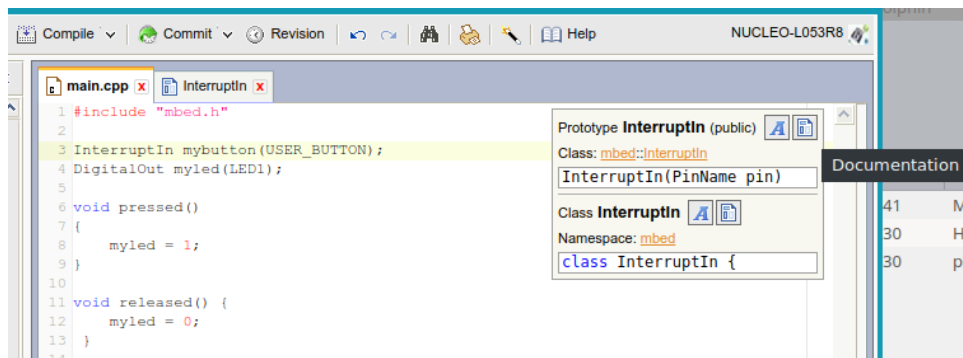 olphin
Compile Commit Revision Help NUCLEO-L053R8
main.cpp x InterruptIn x
1 #include "mbed.h"
2
3 InterruptIn mybutton(USER_BUTTON);
4 DigitalOut myled(LED1);
5
6 void pressed()
7 {
8     myled = 1;
9 }
10
11 void released() {
12     myled = 0;
13  }
14
Prototype InterruptIn (public) A
Class: mbed::InterruptIn
InterruptIn(PinName pin)
Class InterruptIn A
Namespace: mbed
class InterruptIn {
Documentation
41 M
30 H
30 p